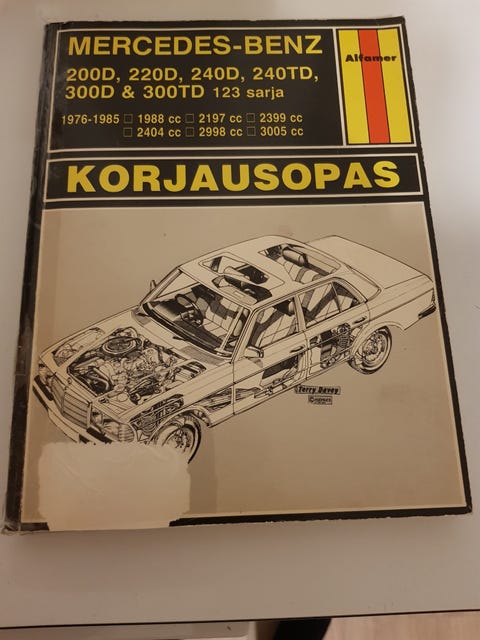 MERCEDES-BENZ
200D, 220D, 240D, 240TD,
300D & 300TD 123 sarja
1976-1985 □ 1988 cc □ 2197 cc □ 2399 cc
□ 2404 cc □ 2998 cc □ 3005 cc
Alfamer
KORJAUSOPAS
Terry Davey